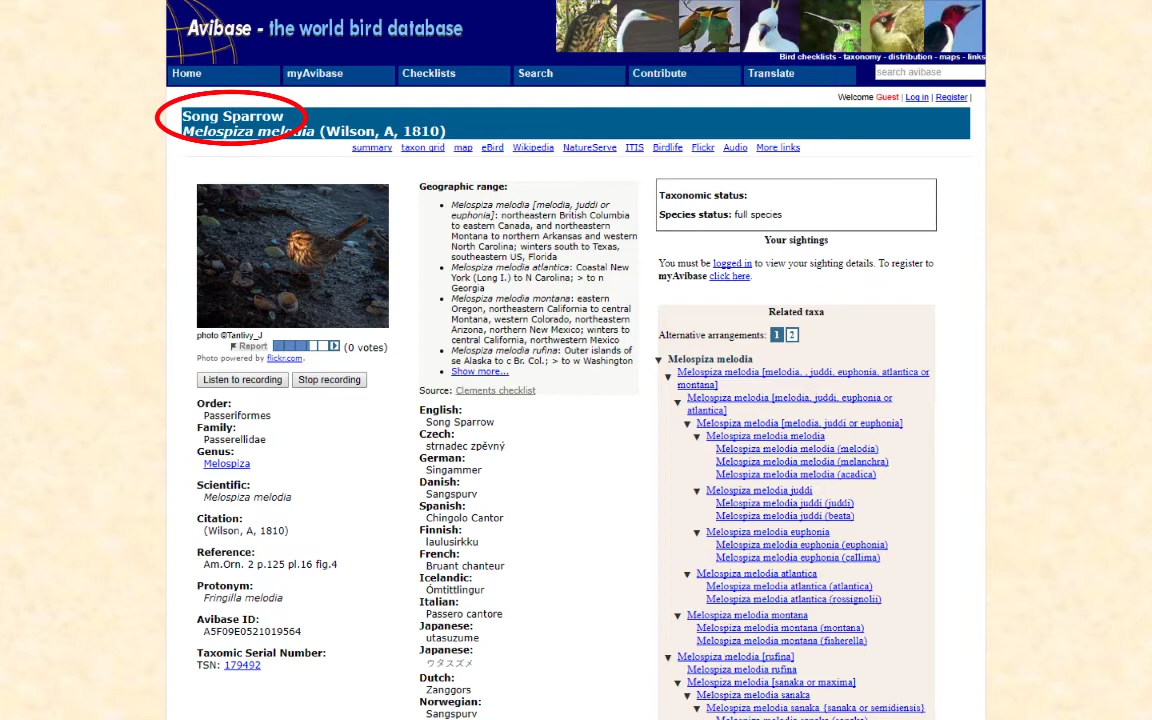 Avibase - the world bird database
Bird checklists - taxonomy - distribution - maps - links
Home
myAvibase
Checklists
Search
Contribute
Translate
search avibase
Welcome Guest | Log in | Register |
Song Sparrow
Melospiza melodia (Wilson, A, 1810)
summary taxon grid map eBird Wikipedia NatureServe ITIS Birdlife Flickr Audio More links
photo ©Tantivy_J
Report (0 votes)
Photo powered by flickr.com.
Listen to recording
Stop recording
Order:
Passeriformes
Family:
Passerellidae
Genus:
Melospiza
Scientific:
Melospiza melodia
Citation:
(Wilson, A, 1810)
Reference:
Am.Orn. 2 p.125 pl.16 fig.4
Protonym:
Fringilla melodia
Avibase ID:
A5F09E0521019564
Taxomic Serial Number:
TSN: 179492
Geographic range:
• Melospiza melodia [melodia, juddi or
euphonia]: northeastern British Columbia
to eastern Canada, and northeastern
Montana to northern Arkansas and western
North Carolina; winters south to Texas,
southeastern US, Florida
• Melospiza melodia atlantica: Coastal New
York (Long I.) to N Carolina; > to n
Georgia
• Melospiza melodia montana: eastern
Oregon, northeastern California to central
Montana, western Colorado, northeastern
Arizona, northern New Mexico; winters to
central California, northwestern Mexico
• Melospiza melodia rufina: Outer islands of
se Alaska to c Br. Col.; > to w Washington
• Show more...
Source: Clements checklist
English:
Song Sparrow
Czech:
strnadec zpěvný
German:
Singammer
Danish:
Sangspurv
Spanish:
Chingolo Cantor
Finnish:
laulusirkku
French:
Bruant chanteur
Icelandic:
Ómtittlingur
Italian:
Passero cantore
Japanese:
utasuzume
Japanese:
ウタスズメ
Dutch:
Zanggors
Norwegian:
Sangspurv
Taxonomic status:
Species status: full species
Your sightings
You must be logged in to view your sighting details. To register to
myAvibase click here.
Related taxa
Alternative arrangements: 1 2
Melospiza melodia
Melospiza melodia [melodia, , juddi, euphonia, atlantica or
montana]
Melospiza melodia [melodia, juddi, euphonia or
atlantica]
Melospiza melodia [melodia, juddi or euphonia]
Melospiza melodia melodia
Melospiza melodia melodia (melodia)
Melospiza melodia melodia (melanchra)
Melospiza melodia melodia (acadica)
Melospiza melodia juddi
Melospiza melodia juddi (juddi)
Melospiza melodia juddi (beata)
Melospiza melodia euphonia
Melospiza melodia euphonia (euphonia)
Melospiza melodia euphonia (callima)
Melospiza melodia atlantica
Melospiza melodia atlantica (atlantica)
Melospiza melodia atlantica (rossignolii)
Melospiza melodia montana
Melospiza melodia montana (montana)
Melospiza melodia montana (fisherella)
Melospiza melodia [rufina]
Melospiza melodia rufina
Melospiza melodia [sanaka or maxima]
Melospiza melodia sanaka
Melospiza melodia sanaka {sanaka or semidiensis}